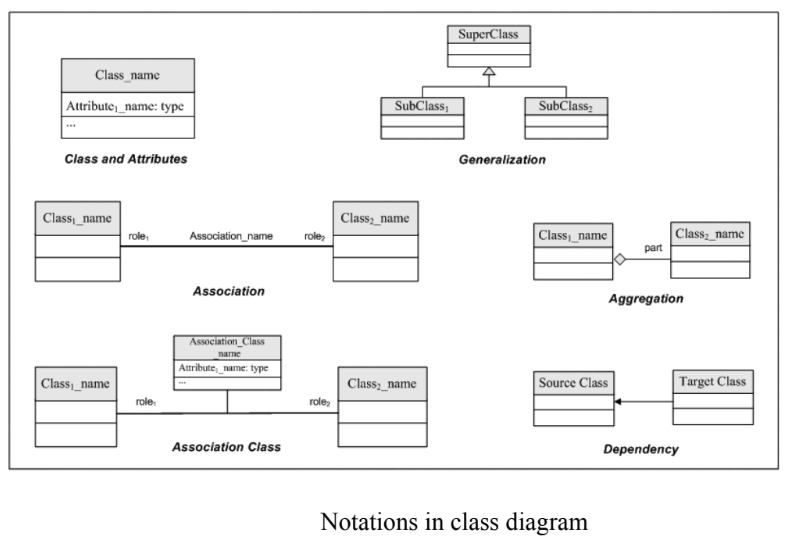 Class_name
Attribute₁_name: type
...
Class and Attributes
SuperClass
SubClass₁
SubClass₂
Generalization
Class₁_name
role₁
Association_name
role₂
Class₂_name
Association
Class₁_name
part
Class₂_name
Aggregation
Association_Class
_name
Attribute₁_name: type
...
Class₁_name
role₁
role₂
Class₂_name
Association Class
Source Class
Target Class
Dependency
Notations in class diagram